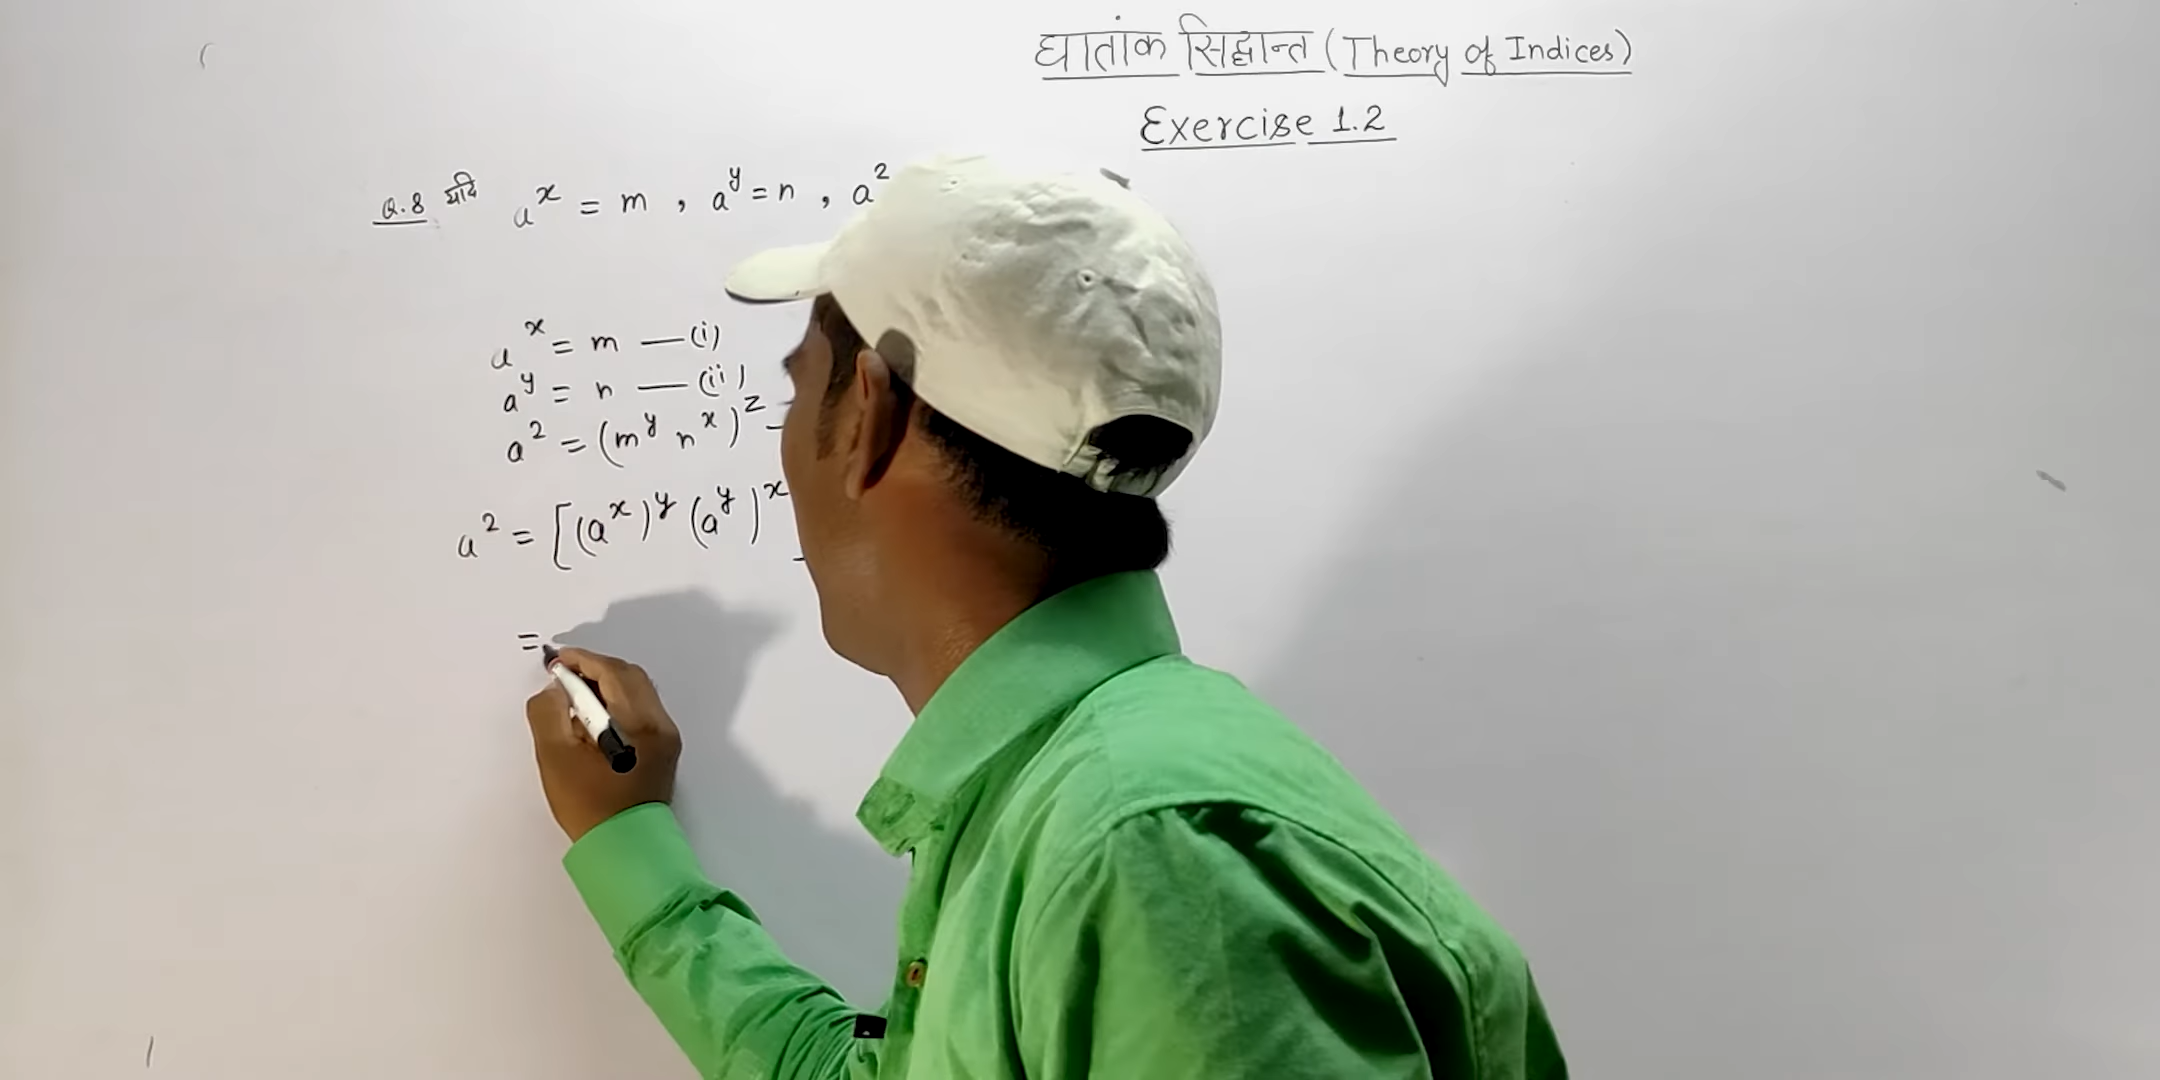 घातांक सिद्धान्त (Theory of Indices)
Exercise 1.2
Q.8 यदि a^x = m , a^y = n , a^2
a^x = m — (i)
a^y = n — (ii)
a^2 = (m^y n^x)^z -
a^2 = [(a^x)^y (a^y)^x
=